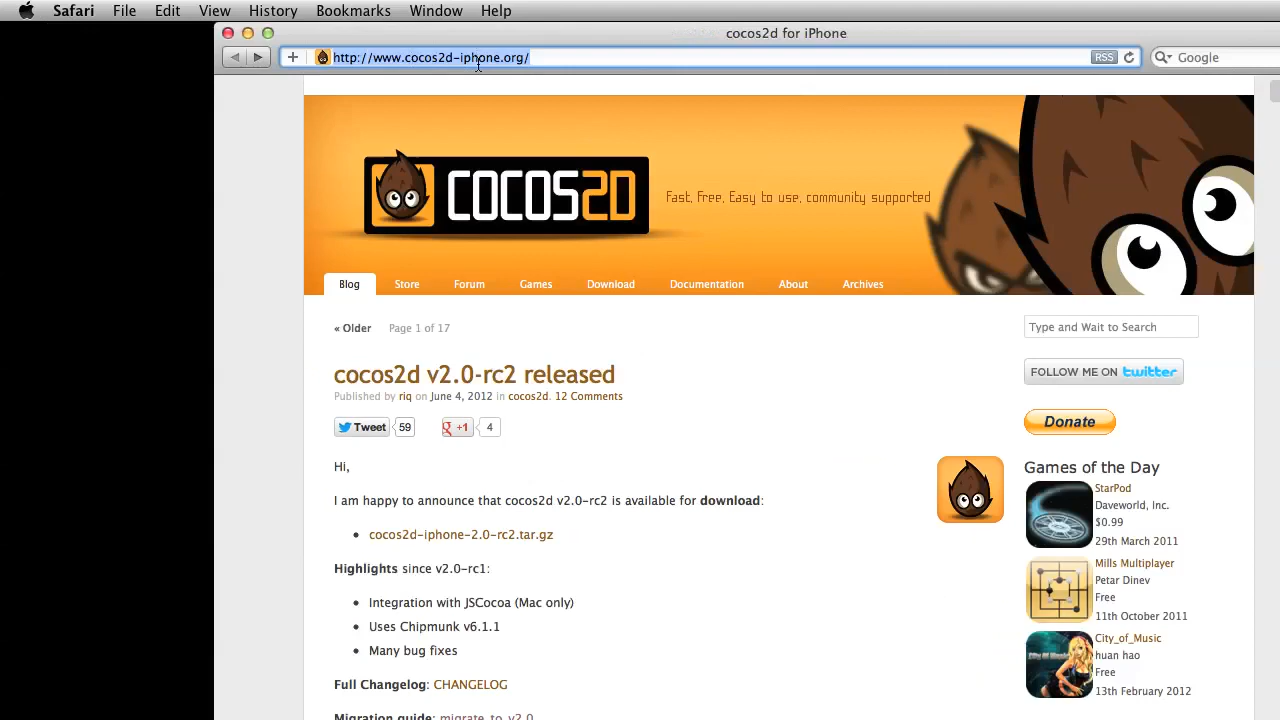 Safari File Edit View History Bookmarks Window Help
cocos2d for iPhone
http://www.cocos2d-iphone.org/ RSS Google
COCOS2D
Fast, Free, Easy to use, community supported
Blog Store Forum Games Download Documentation About Archives
« Older Page 1 of 17
Type and Wait to Search
cocos2d v2.0-rc2 released
Published by riq on June 4, 2012 in cocos2d. 12 Comments
FOLLOW ME ON twitter
Tweet 59 g +1 4
Donate
Hi,
I am happy to announce that cocos2d v2.0-rc2 is available for download:
• cocos2d-iphone-2.0-rc2.tar.gz
Highlights since v2.0-rc1:
• Integration with JSCocoa (Mac only)
• Uses Chipmunk v6.1.1
• Many bug fixes
Full Changelog: CHANGELOG
Migration guide: migrate_to_v2.0
Games of the Day
StarPod
Daveworld, Inc.
$0.99
29th March 2011
Mills Multiplayer
Petar Dinev
Free
11th October 2011
City_of_Music
huan hao
Free
13th February 2012